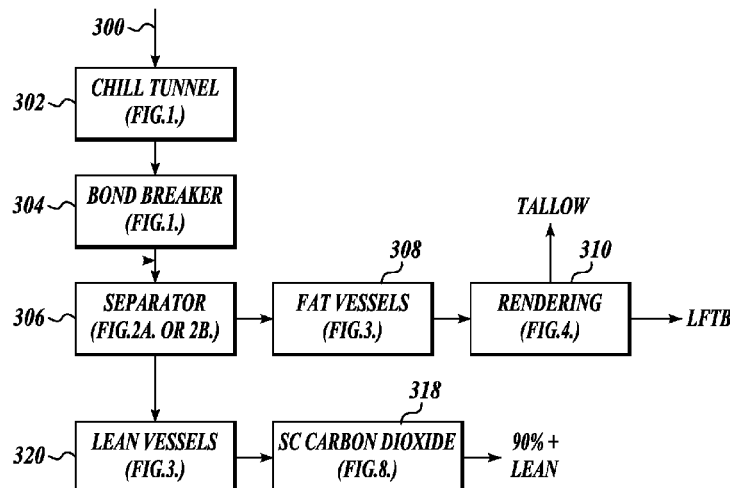 300
302
CHILL TUNNEL
(FIG.1.)
304
BOND BREAKER
(FIG.1.)
TALLOW
308
310
306
SEPARATOR
(FIG.2A. OR 2B.)
FAT VESSELS
(FIG.3.)
RENDERING
(FIG.4.)
LFTB
318
320
LEAN VESSELS
(FIG.3.)
SC CARBON DIOXIDE
(FIG.8.)
90% +
LEAN